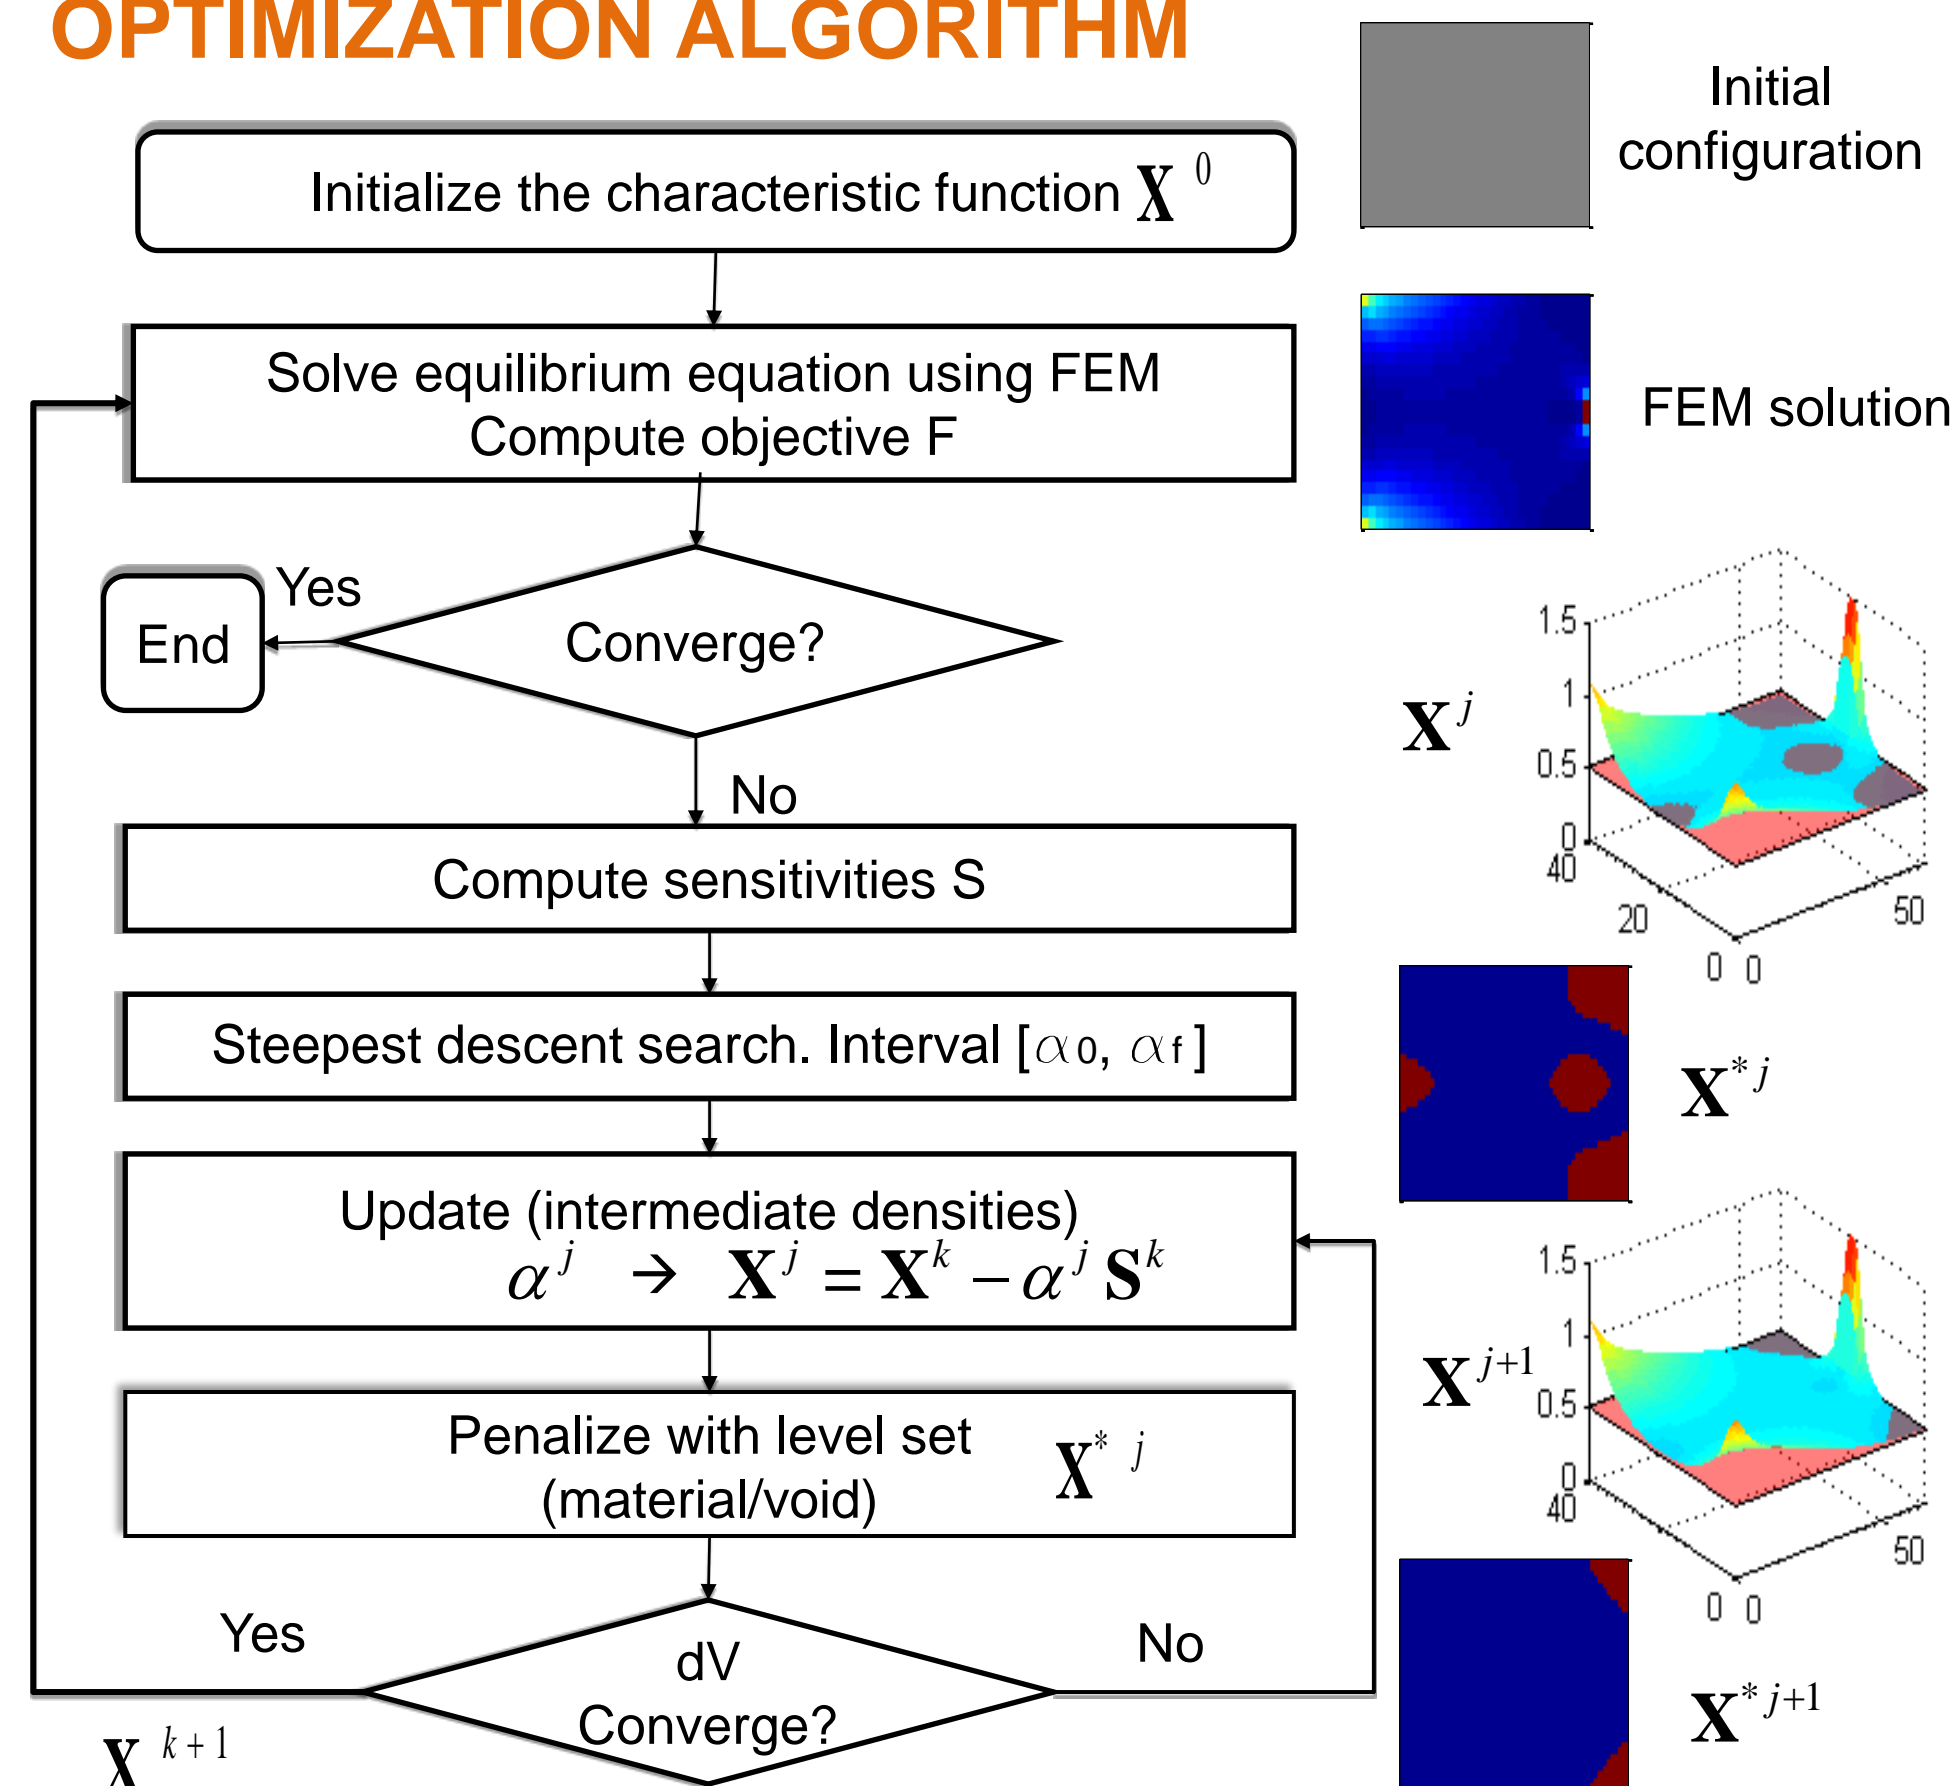 OPTIMIZATION ALGORITHM
Initialize the characteristic function X 0
Solve equilibrium equation using FEM
Compute objective F
Yes
End
Converge?
No
Compute sensitivities S
Steepest descent search. Interval [α0, αf]
Update (intermediate densities)
α^j → X^j = X^k − α^j S^k
Penalize with level set
(material/void)
X^* j
Yes
dV
Converge?
No
X^k+1
Initial
configuration
FEM solution
X^j
1.5
1
0.5
0
40
20
0
0
50
X^*j
X^j+1
1.5
1
0.5
0
40
0
0
50
X^*j+1